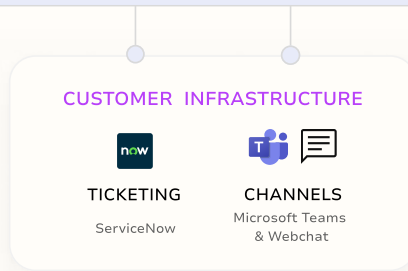 CUSTOMER INFRASTRUCTURE
now
T
TICKETING
CHANNELS
ServiceNow
Microsoft Teams
& Webchat